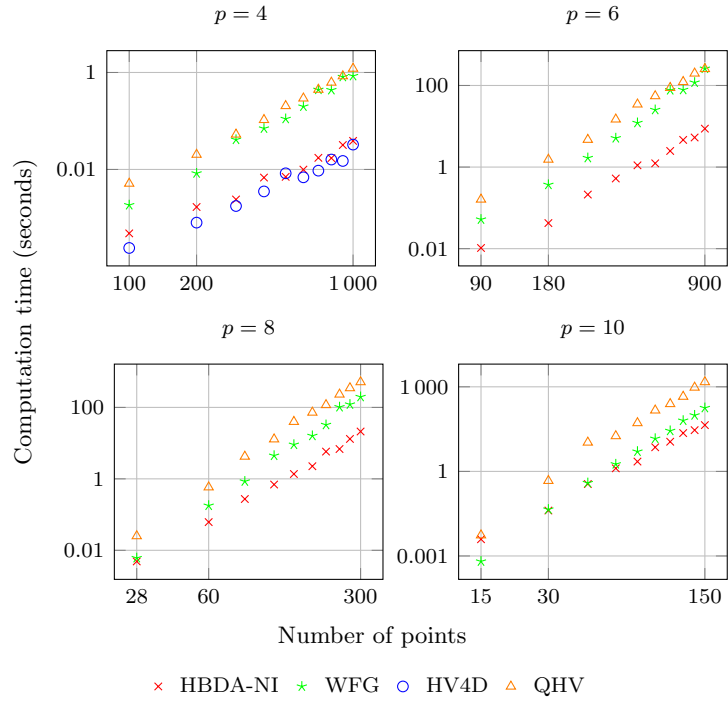 p = 4
p = 6
1
0.01
100
200
1 000
100
1
0.01
90
180
900
Computation time (seconds)
p = 8
p = 10
100
1
0.01
28
60
300
1 000
1
0.001
15
30
150
Number of points
HBDA-NI
WFG
HV4D
QHV